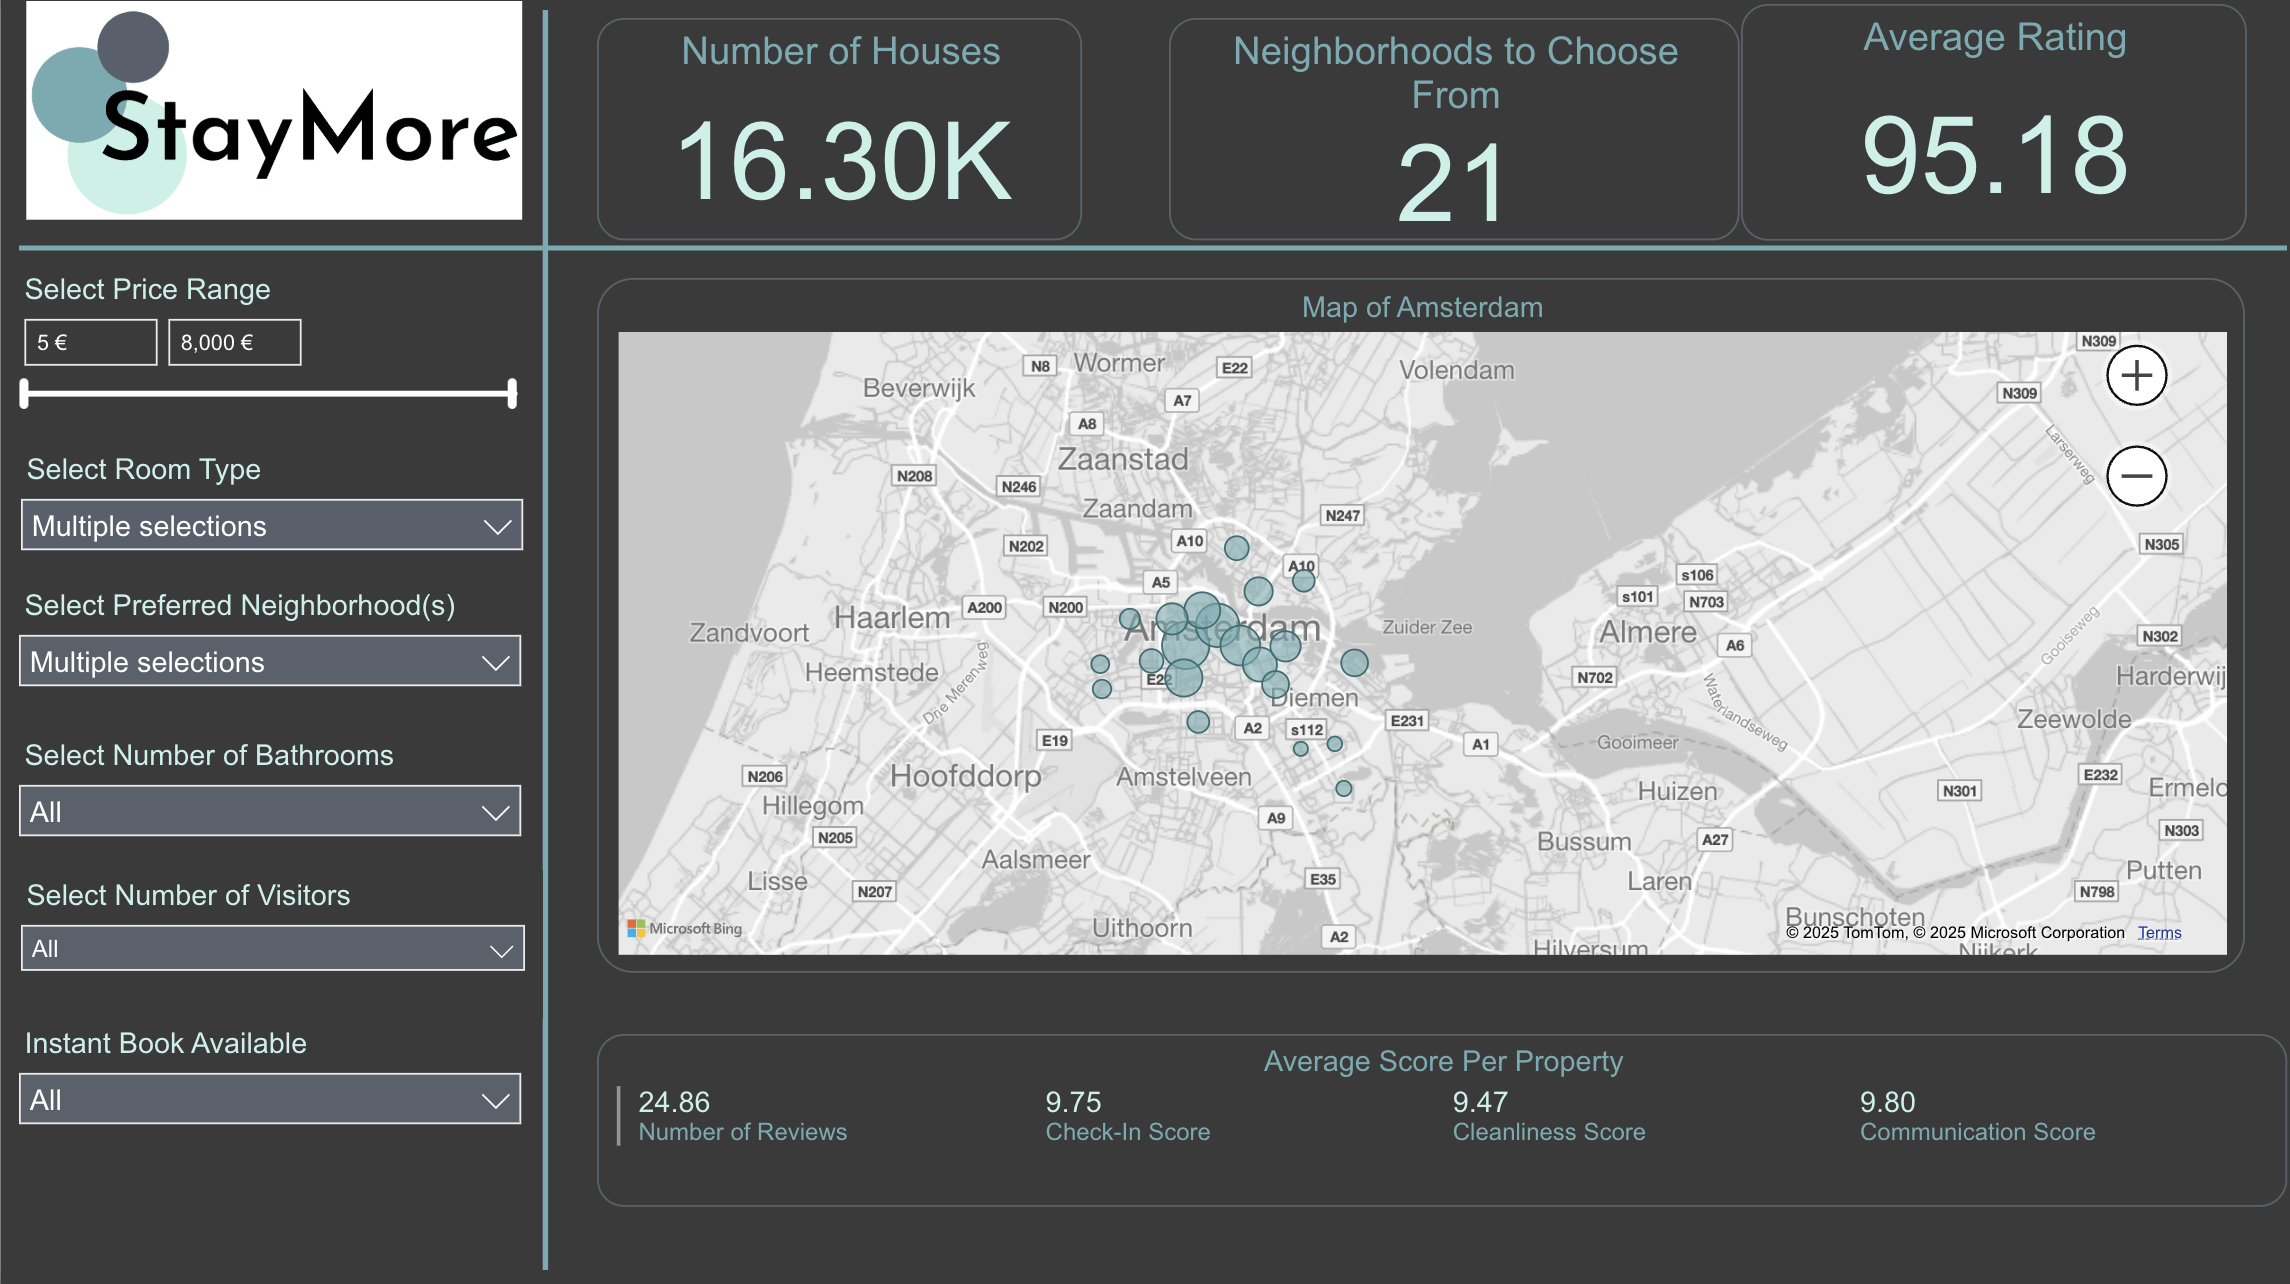 StayMore
Number of Houses
16.30K
Neighborhoods to Choose
From
21
Average Rating
95.18
Select Price Range
5 €
8,000 €
Select Room Type
Multiple selections
Select Preferred Neighborhood(s)
Multiple selections
Select Number of Bathrooms
All
Select Number of Visitors
All
Instant Book Available
All
Map of Amsterdam
N309
N8
Wormer
E22
Volendam
Beverwijk
A7
N309
A8
Larserweg
Zaanstad
N208
N246
Zaandam
N247
N202
A10
N305
A10
A5
s106
s101
N703
Haarlem
A200
N200
Zandvoort
Amsterdam
Zuider Zee
Almere
A6
Gooiseweg
N302
Heemstede
Drie Merenweg
E22
N702
Harderwij
Diemen
Waterlandseweg
Zeewolde
E231
A2
s112
E19
A1
Gooimeer
N206
Hoofddorp
Amstelveen
E232
Hillegom
Huizen
N301
Ermelo
A9
N205
Bussum
A27
N303
Aalsmeer
Lisse
N207
E35
Laren
Putten
N798
Uithoorn
A2
Bunschoten
Hilversum
Nijkerk
Microsoft Bing
© 2025 TomTom, © 2025 Microsoft Corporation Terms
Average Score Per Property
24.86
Number of Reviews
9.75
Check-In Score
9.47
Cleanliness Score
9.80
Communication Score